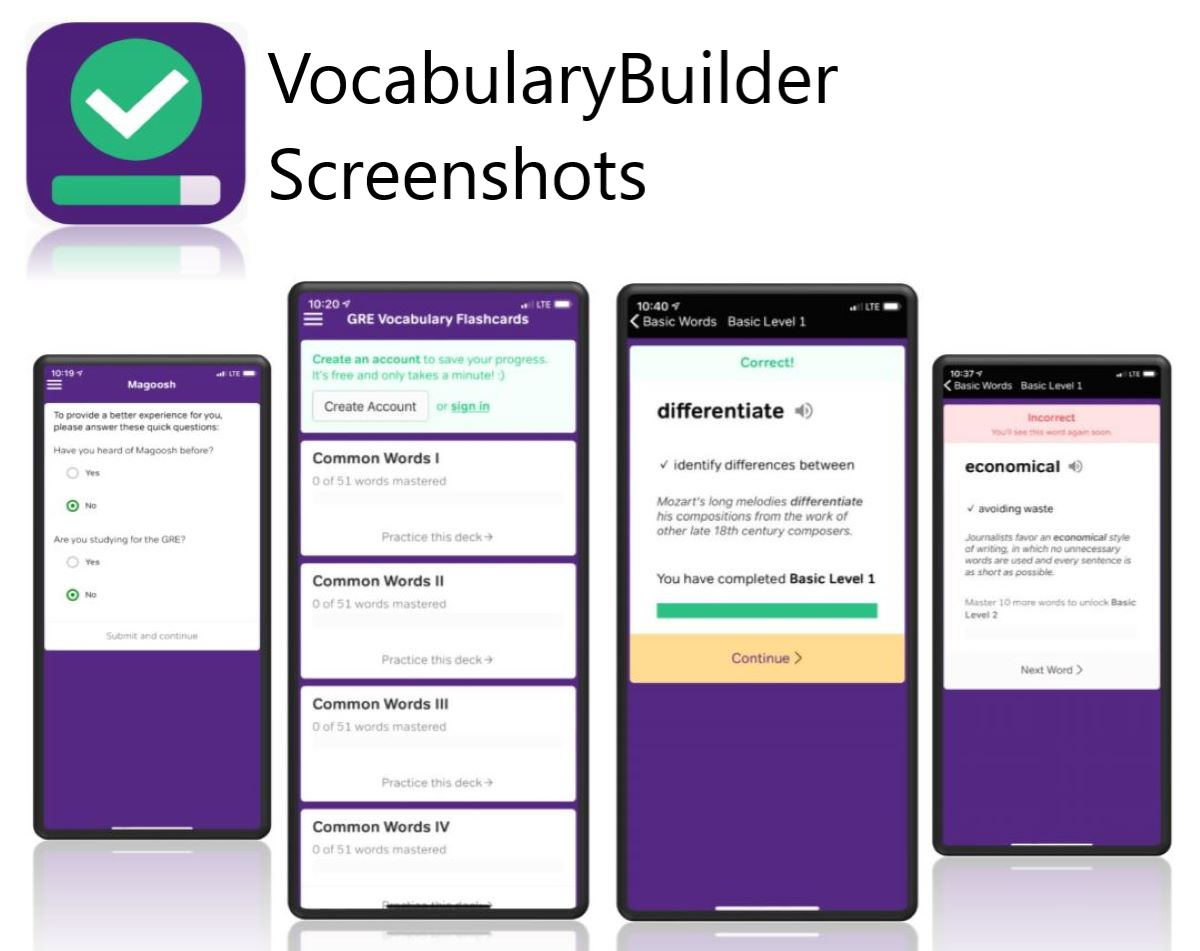 VocabularyBuilder
Screenshots
10:19 LTE
Magoosh
To provide a better experience for you,
please answer these quick questions:
Have you heard of Magoosh before?
Yes
No
Are you studying for the GRE?
Yes
No
Submit and continue
10:20 LTE
GRE Vocabulary Flashcards
Create an account to save your progress.
It's free and only takes a minute! :)
Create Account or sign in
Common Words I
0 of 51 words mastered
Practice this deck→
Common Words II
0 of 51 words mastered
Practice this deck→
Common Words III
0 of 51 words mastered
Practice this deck→
Common Words IV
0 of 51 words mastered
Practice this deck→
10:40 LTE
Basic Words Basic Level 1
Correct!
differentiate
✓ identify differences between
Mozart's long melodies differentiate
his compositions from the work of
other late 18th century composers.
You have completed Basic Level 1
Continue >
10:37 LTE
Basic Words Basic Level 1
Incorrect
You'll see this word again soon.
economical
✓ avoiding waste
Journalists favor an economical style
of writing, in which no unnecessary
words are used and every sentence is
as short as possible.
Master 10 more words to unlock Basic
Level 2
Next Word >